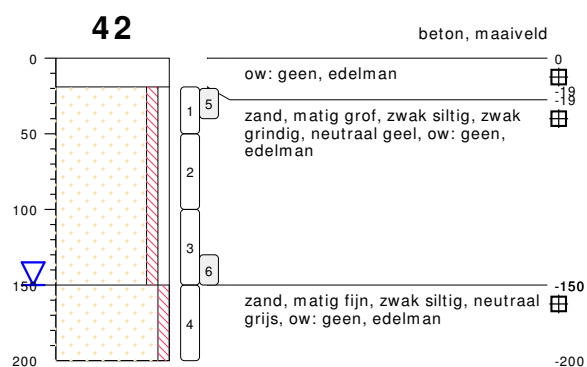 42
beton, maaiveld
0
0
ow: geen, edelman
-19
-19
1
5
zand, matig grof, zwak siltig, zwak
grindig, neutraal geel, ow: geen,
edelman
50
2
100
3
6
150
-150
zand, matig fijn, zwak siltig, neutraal
grijs, ow: geen, edelman
4
200
-200